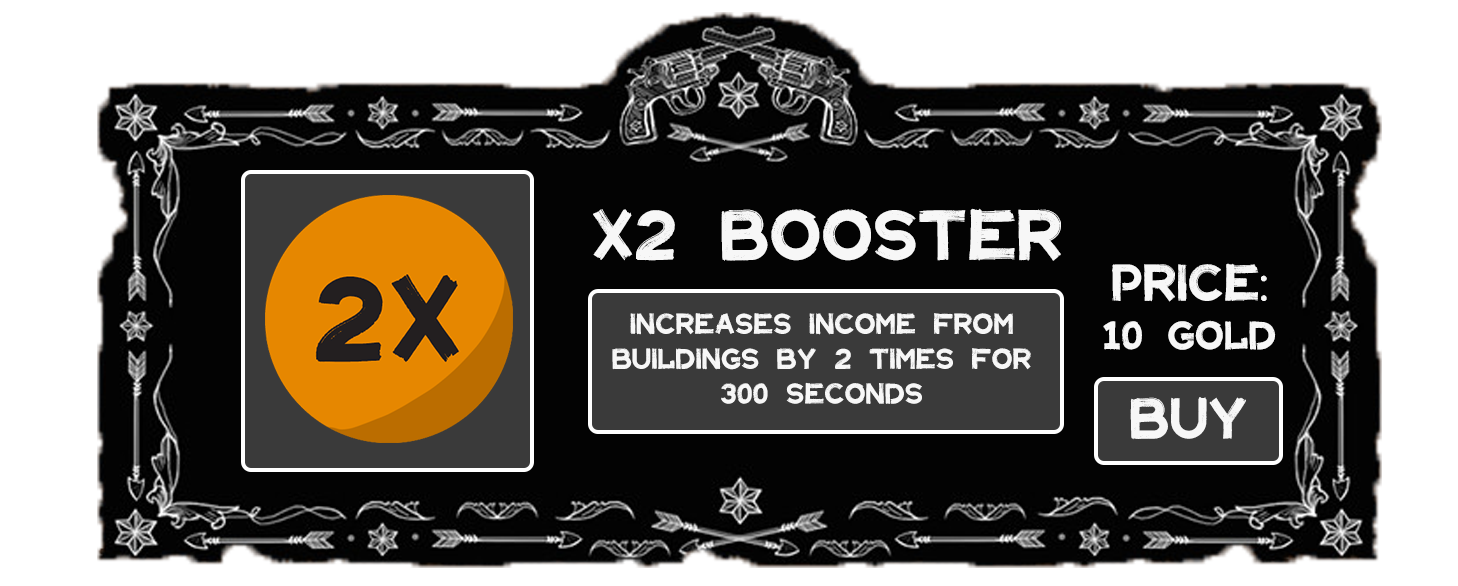 2X
X2 BOOSTER
INCREASES INCOME FROM
BUILDINGS BY 2 TIMES FOR
300 SECONDS
PRICE:
10 GOLD
BUY